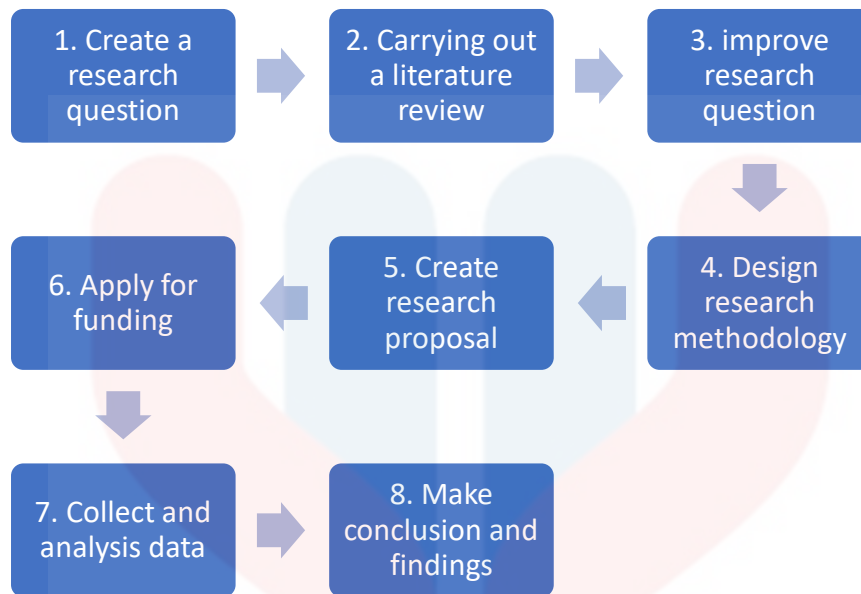 1. Create a
research
question
2. Carrying out
a literature
review
3. improve
research
question
4. Design
research
methodology
5. Create
research
proposal
6. Apply for
funding
7. Collect and
analysis data
8. Make
conclusion and
findings